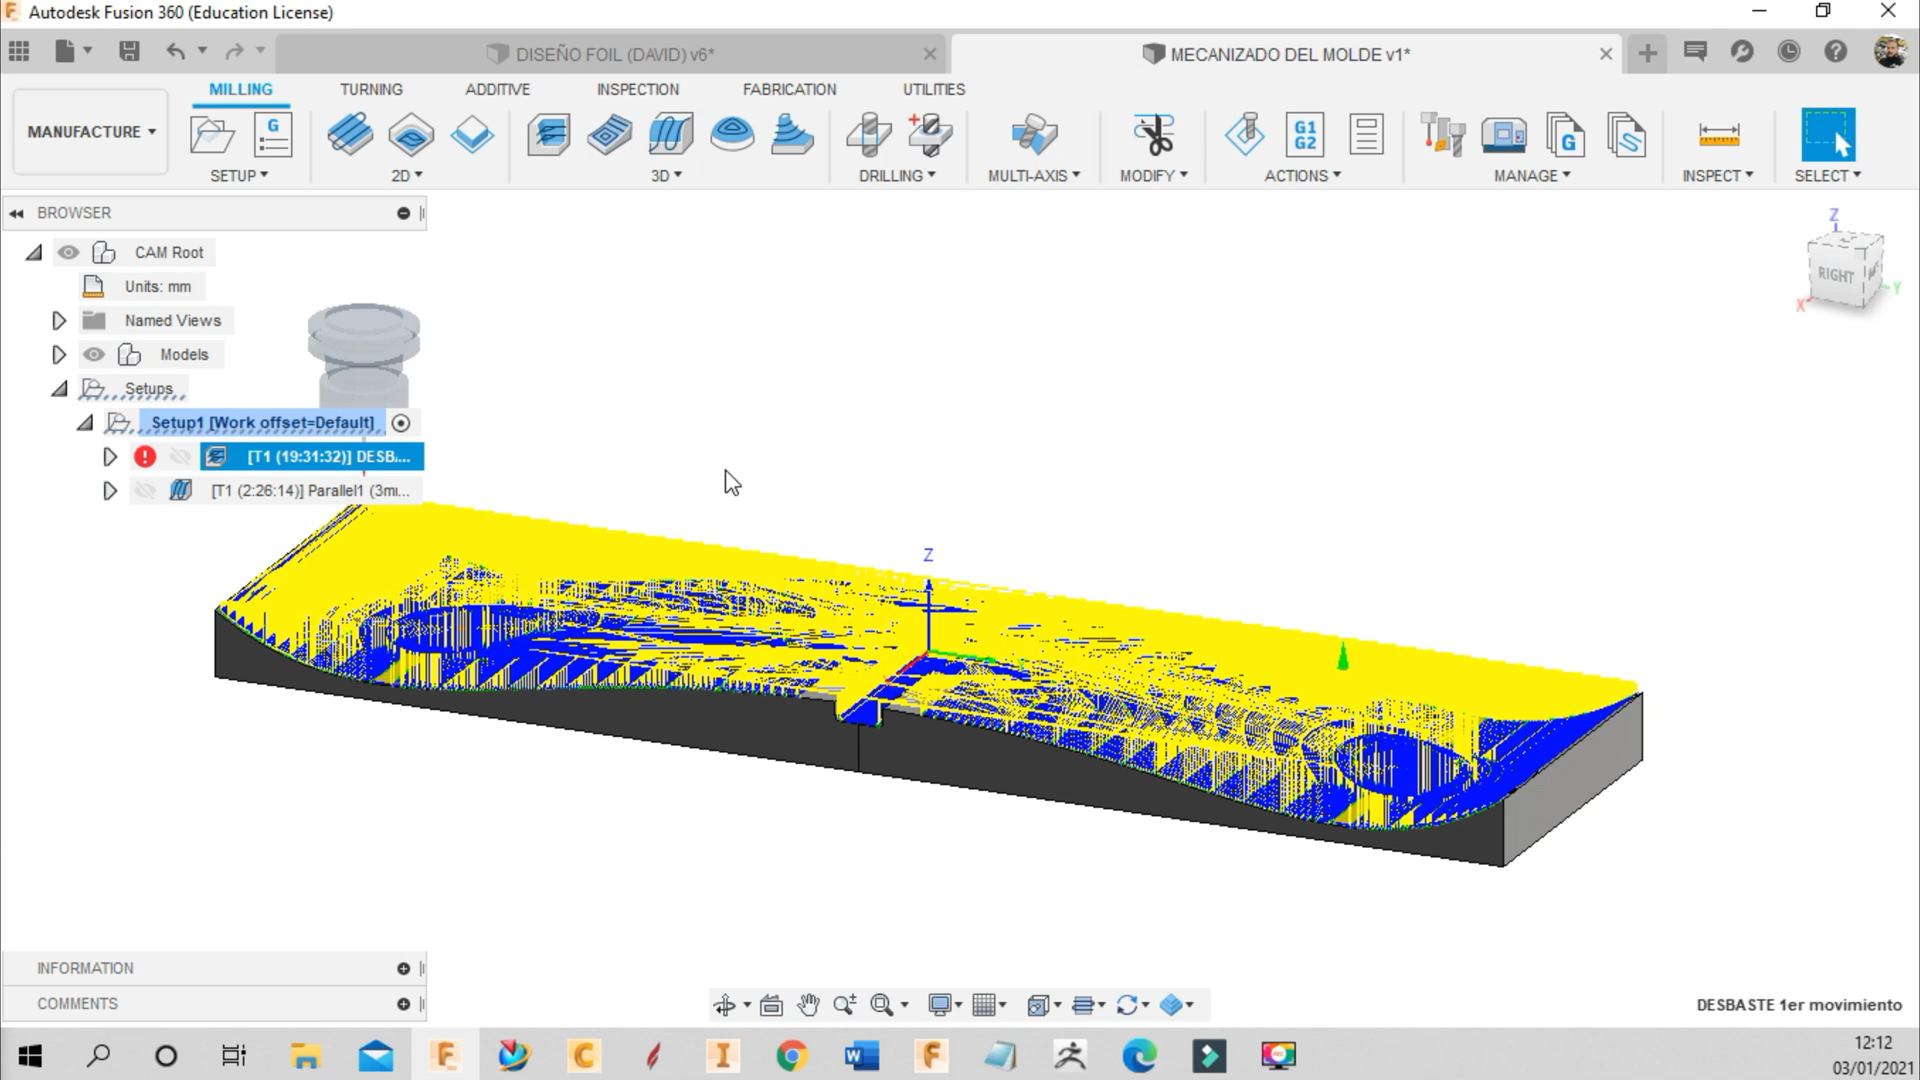 Autodesk Fusion 360 (Education License)
DISEÑO FOIL (DAVID) v6*
MECANIZADO DEL MOLDE v1*
MILLING
TURNING
ADDITIVE
INSPECTION
FABRICATION
UTILITIES
MANUFACTURE
SETUP
2D
3D
DRILLING
MULTI-AXIS
MODIFY
ACTIONS
MANAGE
INSPECT
SELECT
G
G1
G2
G
BROWSER
CAM Root
Units: mm
Named Views
Models
Setups
Setup1 [Work offset=Default]
[T1 (19:31:32)] DESBA...
[T1 (2:26:14)] Parallel1 (3m...
Z
RIGHT
X
Y
Z
INFORMATION
COMMENTS
DESBASTE 1er movimiento
12:12
03/01/2021